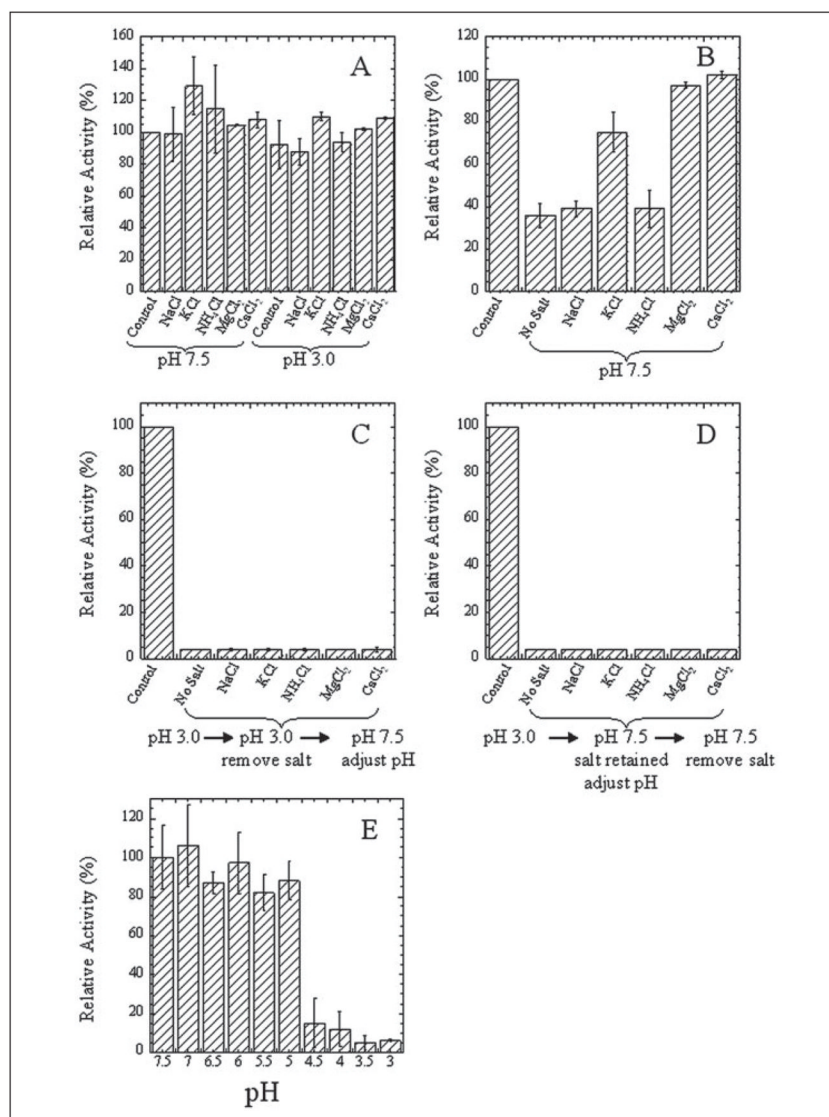 A
Relative Activity (%)
160
140
120
100
80
60
40
20
0
Control
NaCl
KCl
NH₄Cl
MgCl₂
CaCl₂
Control
NaCl
KCl
NH₄Cl
MgCl₂
CaCl₂
pH 7.5
pH 3.0
B
Relative Activity (%)
120
100
80
60
40
20
0
Control
No Salt
NaCl
KCl
NH₄Cl
MgCl₂
CaCl₂
pH 7.5
C
Relative Activity (%)
100
80
60
40
20
0
Control
No Salt
NaCl
KCl
NH₄Cl
MgCl₂
CaCl₂
pH 3.0 → pH 3.0 → pH 7.5
remove salt adjust pH
D
Relative Activity (%)
100
80
60
40
20
0
Control
No Salt
NaCl
KCl
NH₄Cl
MgCl₂
CaCl₂
pH 3.0 → pH 7.5 → pH 7.5
salt retained remove salt
adjust pH
E
Relative Activity (%)
120
100
80
60
40
20
0
7.5 7 6.5 6 5.5 5 4.5 4 3.5 3
pH